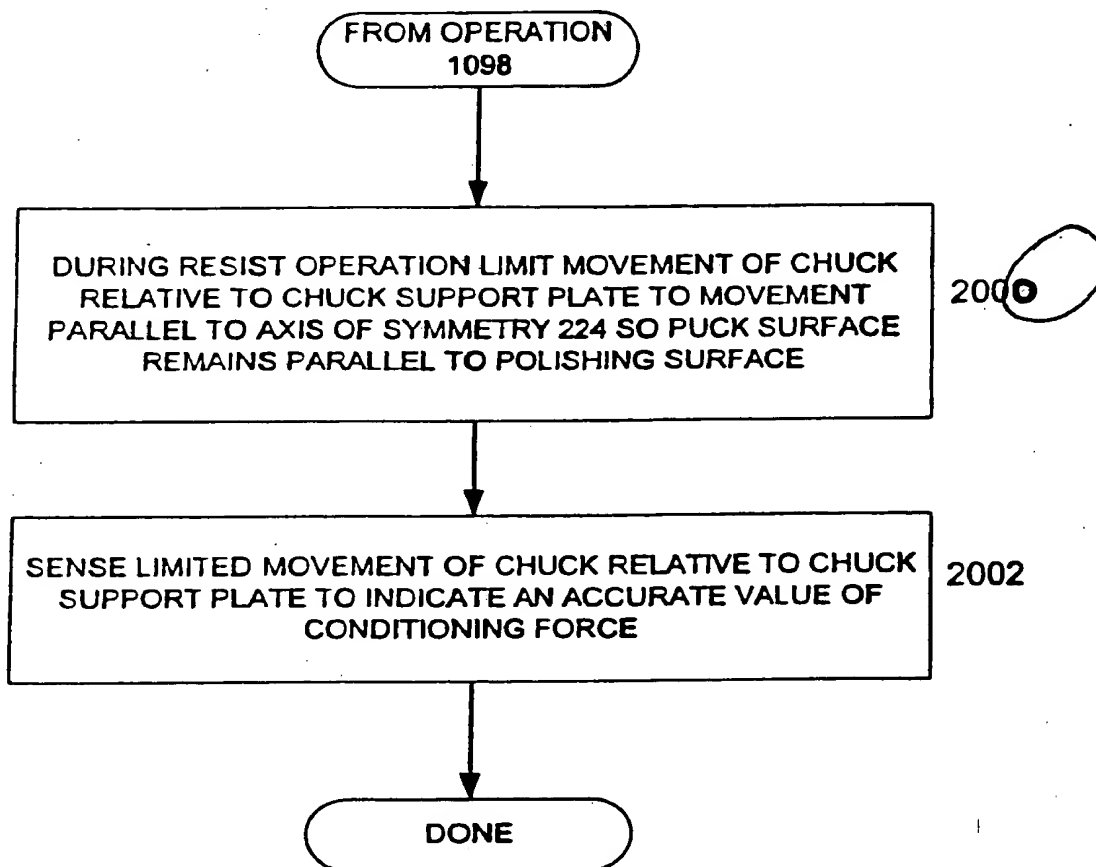 FROM OPERATION
1098
DURING RESIST OPERATION LIMIT MOVEMENT OF CHUCK
RELATIVE TO CHUCK SUPPORT PLATE TO MOVEMENT
PARALLEL TO AXIS OF SYMMETRY 224 SO PUCK SURFACE
REMAINS PARALLEL TO POLISHING SURFACE
2000
SENSE LIMITED MOVEMENT OF CHUCK RELATIVE TO CHUCK
SUPPORT PLATE TO INDICATE AN ACCURATE VALUE OF
CONDITIONING FORCE
2002
DONE